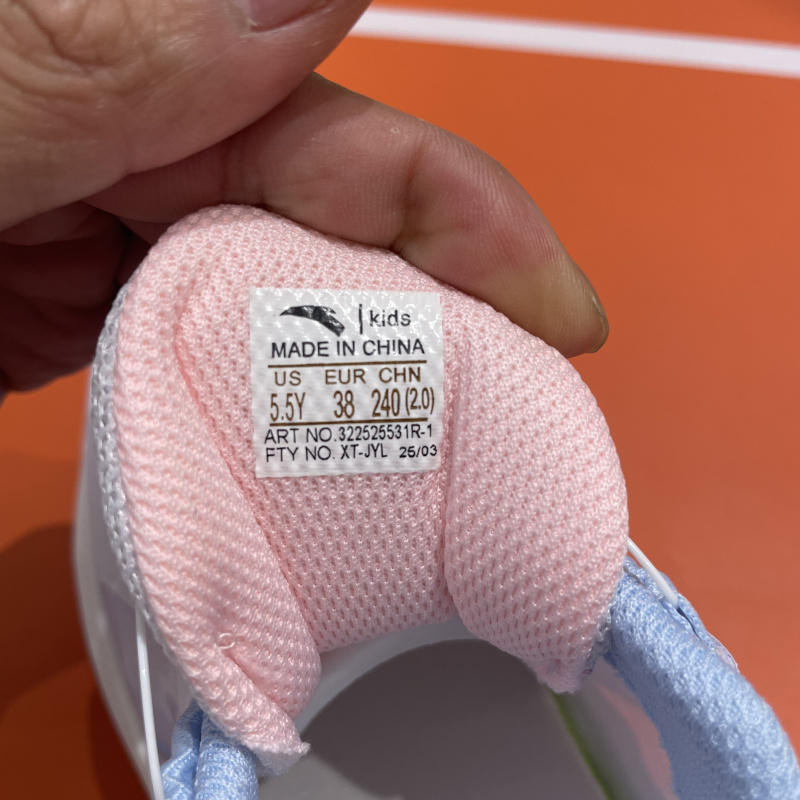 kids
MADE IN CHINA
US EUR CHN
5.5Y 38 240(2.0)
ART NO.322525531R-1
FTY NO. XT-JYL 25/03